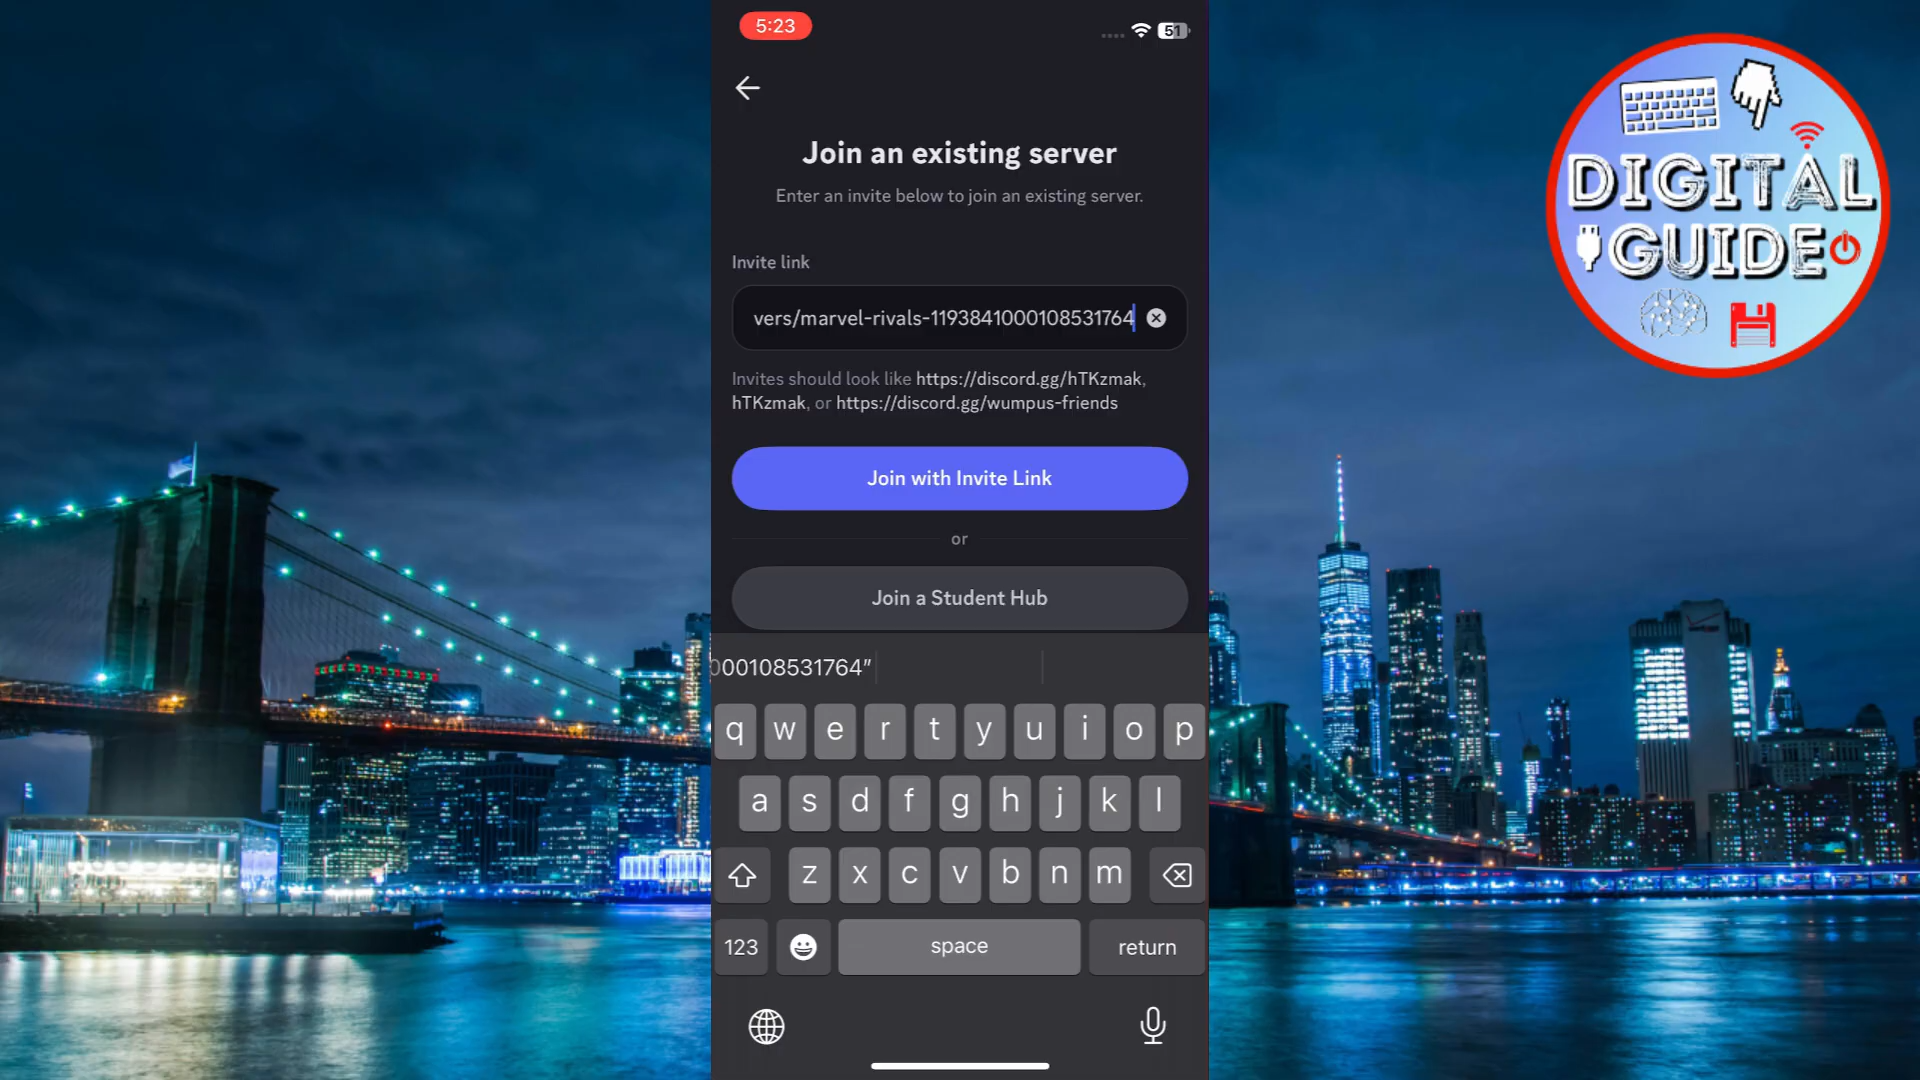 5:23
51
Join an existing server
Enter an invite below to join an existing server.
Invite link
vers/marvel-rivals-1193841000108531764
Invites should look like https://discord.gg/hTKzmak,
hTKzmak, or https://discord.gg/wumpus-friends
Join with Invite Link
or
Join a Student Hub
000108531764"
q w e r t y u i o p
a s d f g h j k l
z x c v b n m
123 space return
DIGITAL
GUIDE